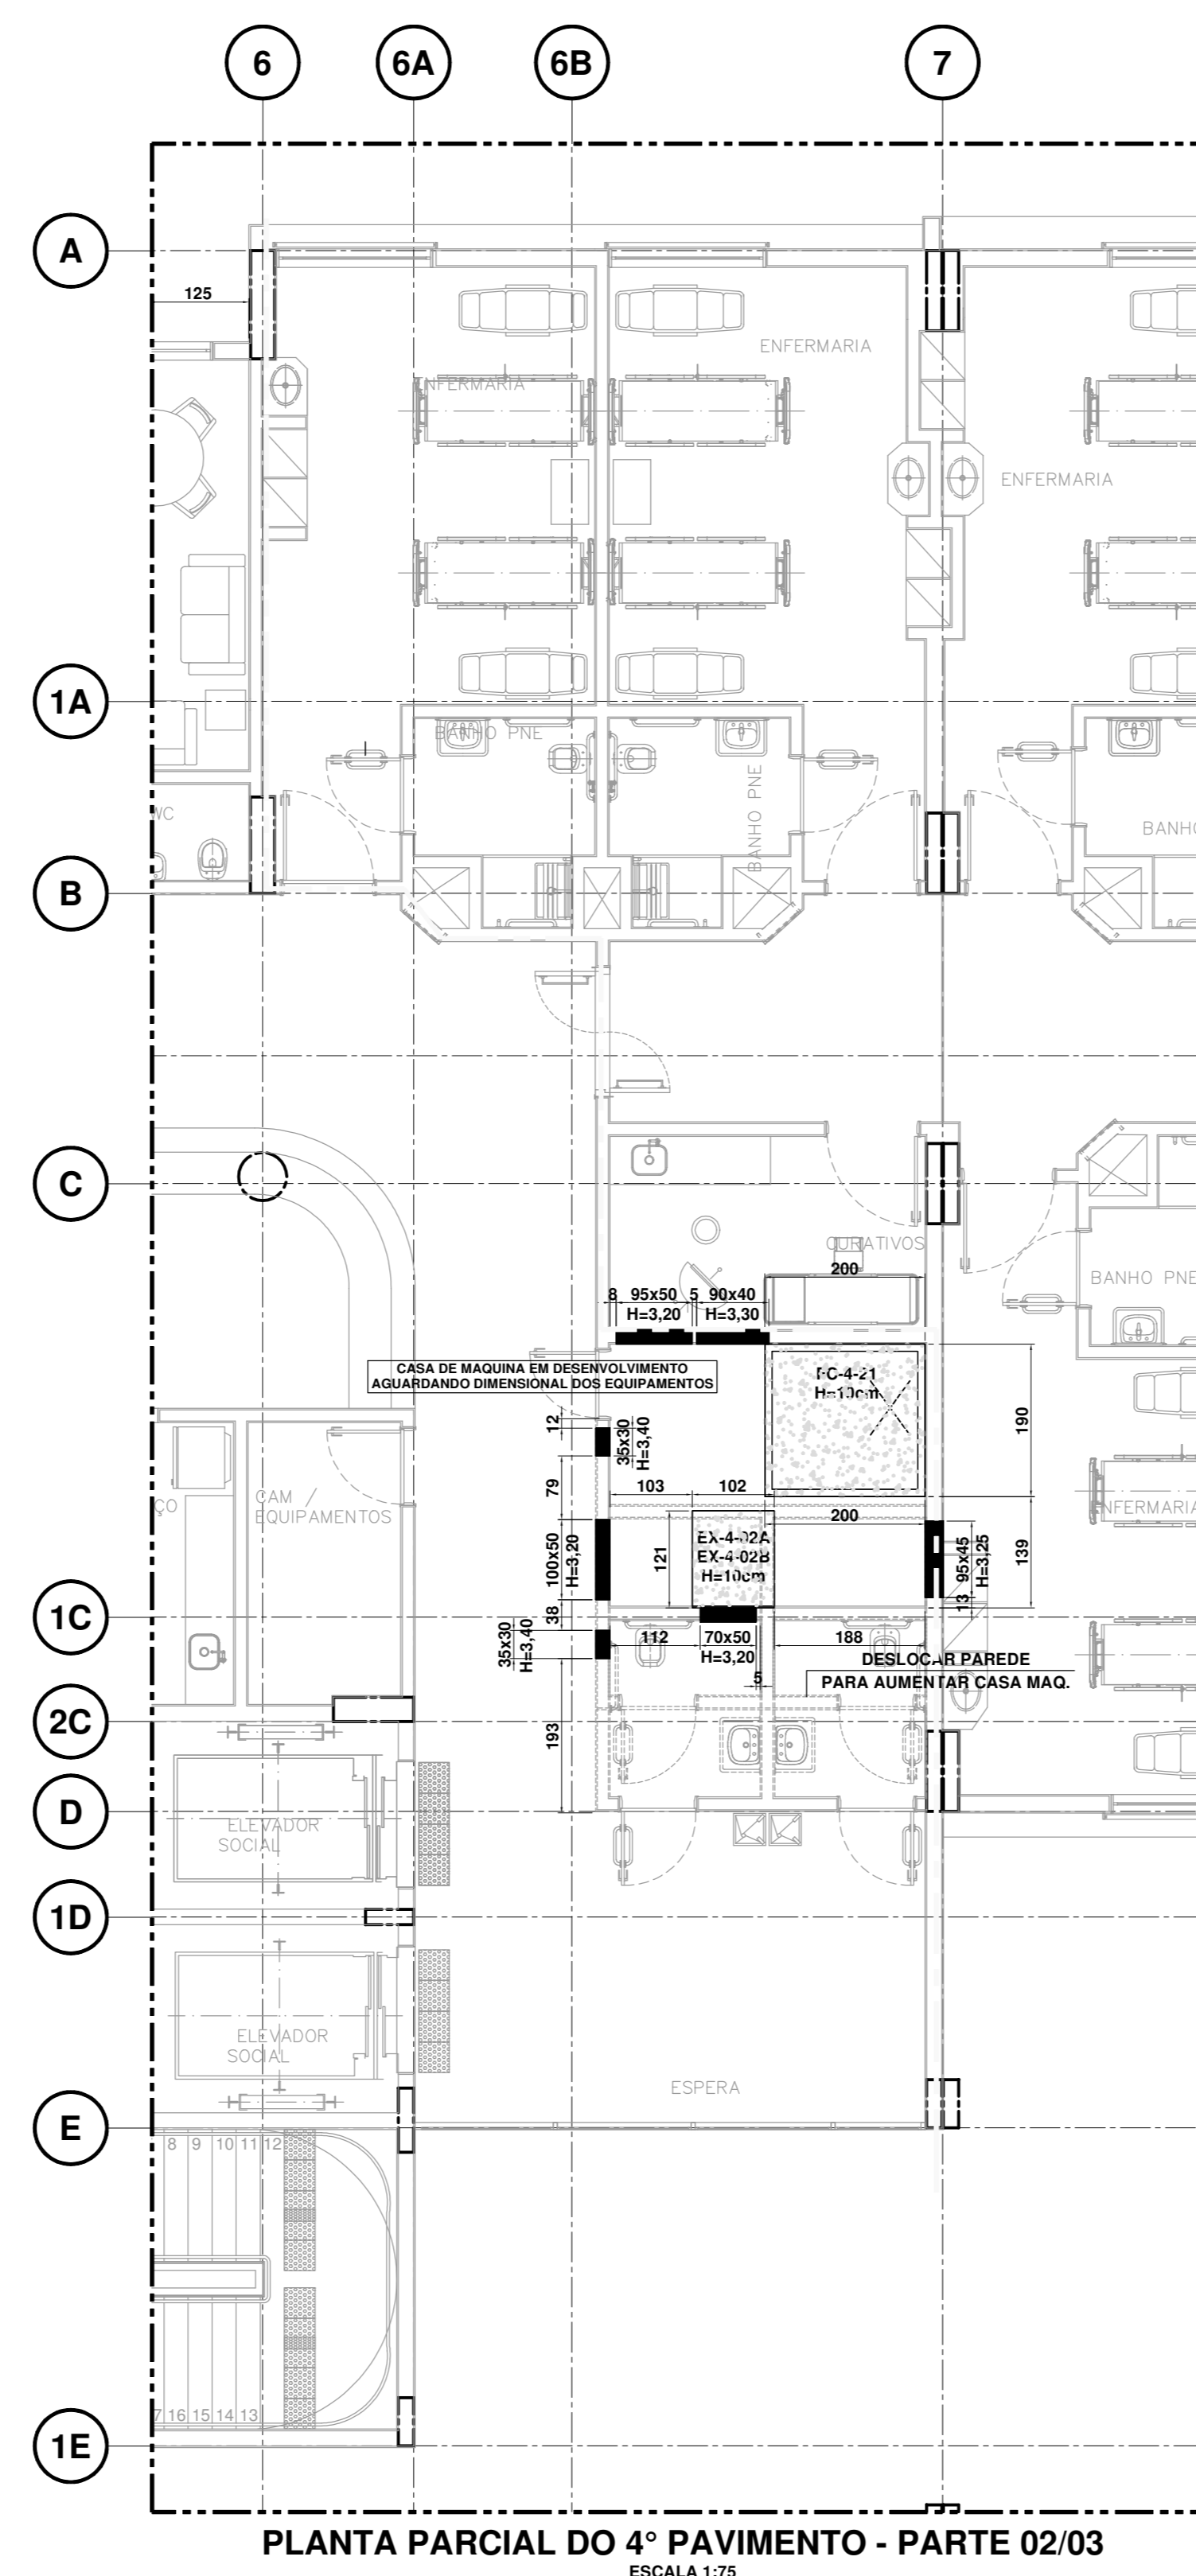 6
6A
6B
7
A
125
ENFERMARIA
ENFERMARIA
ENFERMARIA
1A
BANHO PNE
BANHO PNE
WC
BANHO
B
C
CURATIVOS
200
BANHO PNE
8
95x50
H=3,20
5
90x40
H=3,30
CASA DE MAQUINA EM DESENVOLVIMENTO
AGUARDANDO DIMENSIONAL DOS EQUIPAMENTOS
FC-4-21
H=10cm
190
12
35x30
H=3,40
79
103
102
CAM /
EQUIPAMENTOS
ÇO
ENFERMARIA
200
EX-4-02A
EX-4-02B
H=10cm
121
100x50
H=3,20
95x45
H=3,25
139
13
38
1C
35x30
H=3,40
112
70x50
H=3,20
188
5
DESLOCAR PAREDE
PARA AUMENTAR CASA MAQ.
2C
193
D
ELEVADOR
SOCIAL
1D
ELEVADOR
SOCIAL
ESPERA
E
8 9 10 11 12
7 16 15 14 13
1E
PLANTA PARCIAL DO 4° PAVIMENTO - PARTE 02/03
ESCALA 1:75